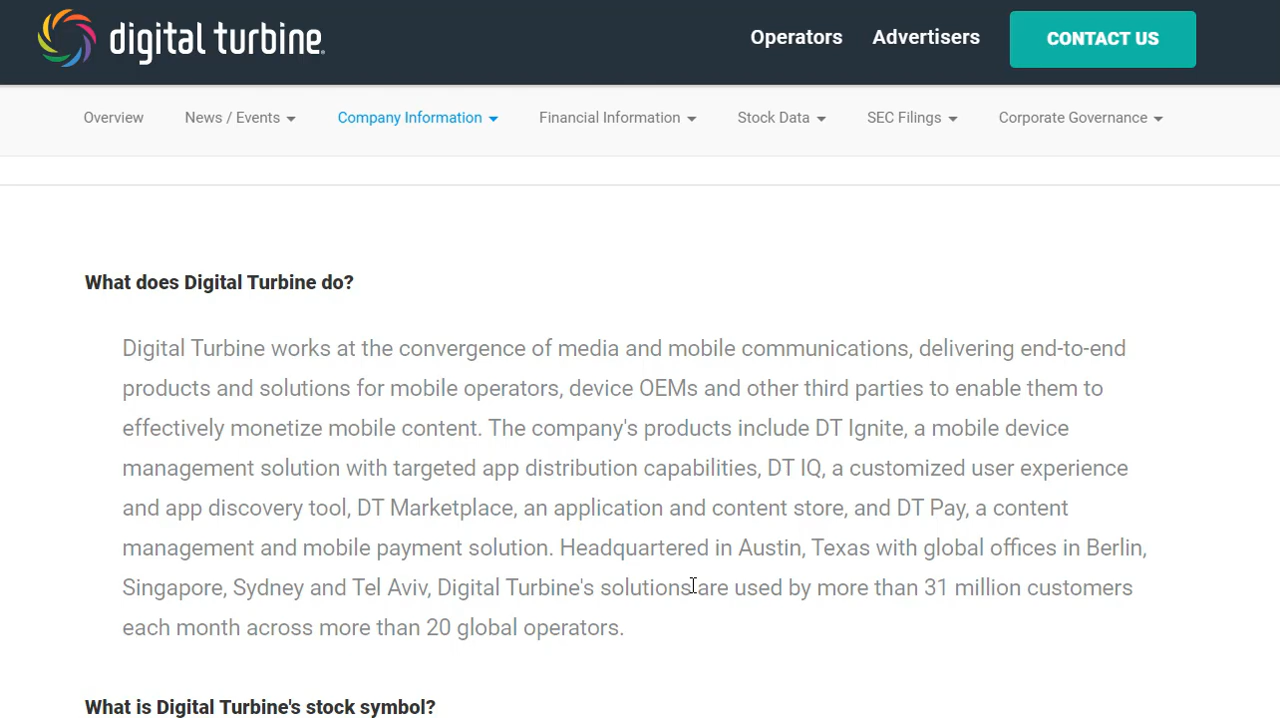 digital turbine
Operators Advertisers CONTACT US
Overview News / Events Company Information Financial Information Stock Data SEC Filings Corporate Governance
What does Digital Turbine do?
Digital Turbine works at the convergence of media and mobile communications, delivering end-to-end
products and solutions for mobile operators, device OEMs and other third parties to enable them to
effectively monetize mobile content. The company's products include DT Ignite, a mobile device
management solution with targeted app distribution capabilities, DT IQ, a customized user experience
and app discovery tool, DT Marketplace, an application and content store, and DT Pay, a content
management and mobile payment solution. Headquartered in Austin, Texas with global offices in Berlin,
Singapore, Sydney and Tel Aviv, Digital Turbine's solutions are used by more than 31 million customers
each month across more than 20 global operators.
What is Digital Turbine's stock symbol?